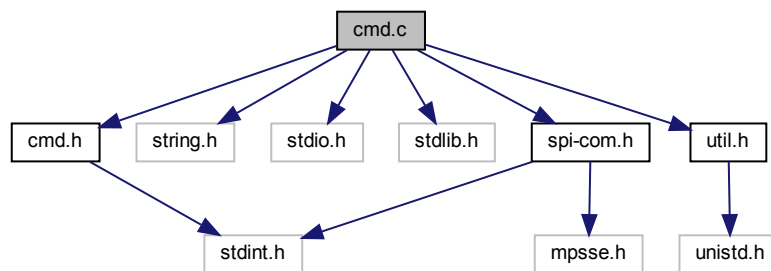 cmd.c
cmd.h
string.h
stdio.h
stdlib.h
spi-com.h
util.h
stdint.h
mpsse.h
unistd.h